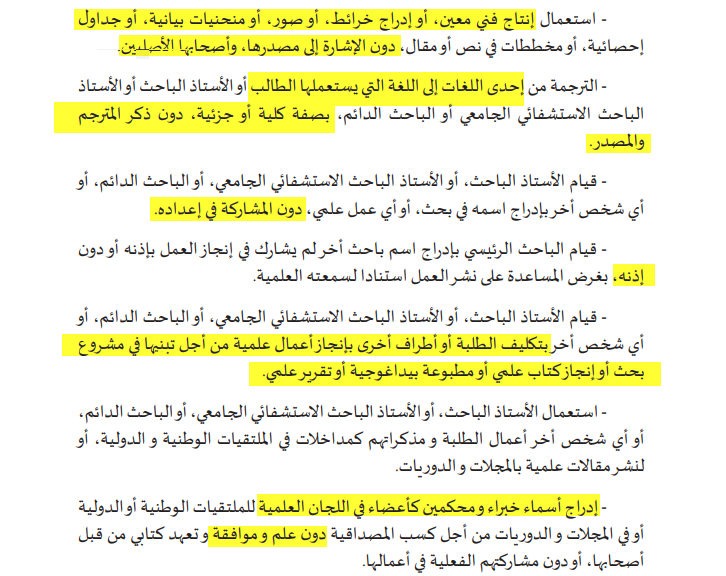 - استعمال إنتاج فني معين، أو إدراج خرائط، أو صور، أو منحنيات بيانية، أو جداول
إحصائية، أو مخططات في نص أو مقال، دون الإشارة إلى مصدرها، وأصحابها الأصليين.
- الترجمة من إحدى اللغات إلى اللغة التي يستعملها الطالب أو الأستاذ الباحث أو الأستاذ
الباحث الاستشفائي الجامعي أو الباحث الدائم، بصفة كلية أو جزئية، دون ذكر المترجم
والمصدر.
- قيام الأستاذ الباحث، أو الأستاذ الباحث الاستشفائي الجامعي، أو الباحث الدائم، أو
أي شخص أخر بإدراج اسمه في بحث، أو أي عمل علمي، دون المشاركة في إعداده.
- قيام الباحث الرئيسي بإدراج اسم باحث أخر لم يشارك في إنجاز العمل بإذنه أو دون
إذنه، بغرض المساعدة على نشر العمل استنادا لسمعته العلمية.
- قيام الأستاذ الباحث، أو الأستاذ الباحث الاستشفائي الجامعي، أو الباحث الدائم، أو
أي شخص أخر بتكليف الطلبة أو أطراف أخرى بإنجاز أعمال علمية من أجل تبنيها في مشروع
بحث أو إنجاز كتاب علمي أو مطبوعة بيداغوجية أو تقرير علمي.
- استعمال الأستاذ الباحث، أو الأستاذ الباحث الاستشفائي الجامعي، أو الباحث الدائم،
أو أي شخص أخر أعمال الطلبة و مذكراتهم كمداخلات في الملتقيات الوطنية و الدولية، أو
لنشر مقالات علمية بالمجلات و الدوريات.
- إدراج أسماء خبراء و محكمين كأعضاء في اللجان العلمية للملتقيات الوطنية أو الدولية
أو في المجلات و الدوريات من أجل كسب المصداقية دون علم و موافقة و تعهد كتابي من قبل
أصحابها، أو دون مشاركتهم الفعلية في أعمالها.